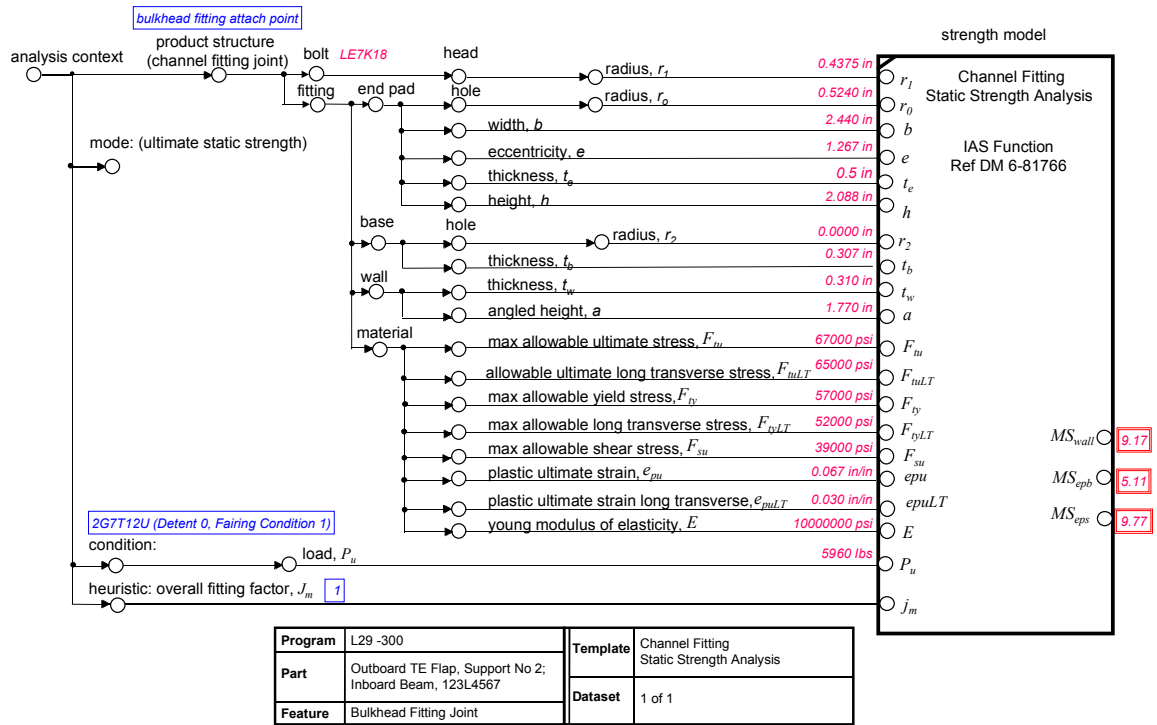 bulkhead fitting attach point
strength model
analysis context
product structure
(channel fitting joint)
bolt LE7K18
head
radius, r1
0.4375 in
r1
Channel Fitting
Static Strength Analysis
fitting
end pad
hole
radius, ro
0.5240 in
r0
width, b
2.440 in
b
IAS Function
Ref DM 6-81766
mode: (ultimate static strength)
eccentricity, e
1.267 in
e
thickness, te
0.5 in
te
height, h
2.088 in
h
base
hole
radius, r2
0.0000 in
r2
thickness, tb
0.307 in
tb
wall
thickness, tw
0.310 in
tw
angled height, a
1.770 in
a
material
max allowable ultimate stress, Ftu
67000 psi
Ftu
allowable ultimate long transverse stress, FtuLT
65000 psi
FtuLT
max allowable yield stress, Fty
57000 psi
Fty
max allowable long transverse stress, FtyLT
52000 psi
FtyLT
max allowable shear stress, Fsu
39000 psi
Fsu
MSwall 9.17
plastic ultimate strain, epu
0.067 in/in
epu
MSepb 5.11
plastic ultimate strain long transverse, epuLT
0.030 in/in
epuLT
MSeps 9.77
young modulus of elasticity, E
10000000 psi
E
2G7T12U (Detent 0, Fairing Condition 1)
condition:
load, Pu
5960 lbs
Pu
heuristic: overall fitting factor, Jm 1
jm
Program L29 -300
Part Outboard TE Flap, Support No 2;
Inboard Beam, 123L4567
Feature Bulkhead Fitting Joint
Template Channel Fitting
Static Strength Analysis
Dataset 1 of 1